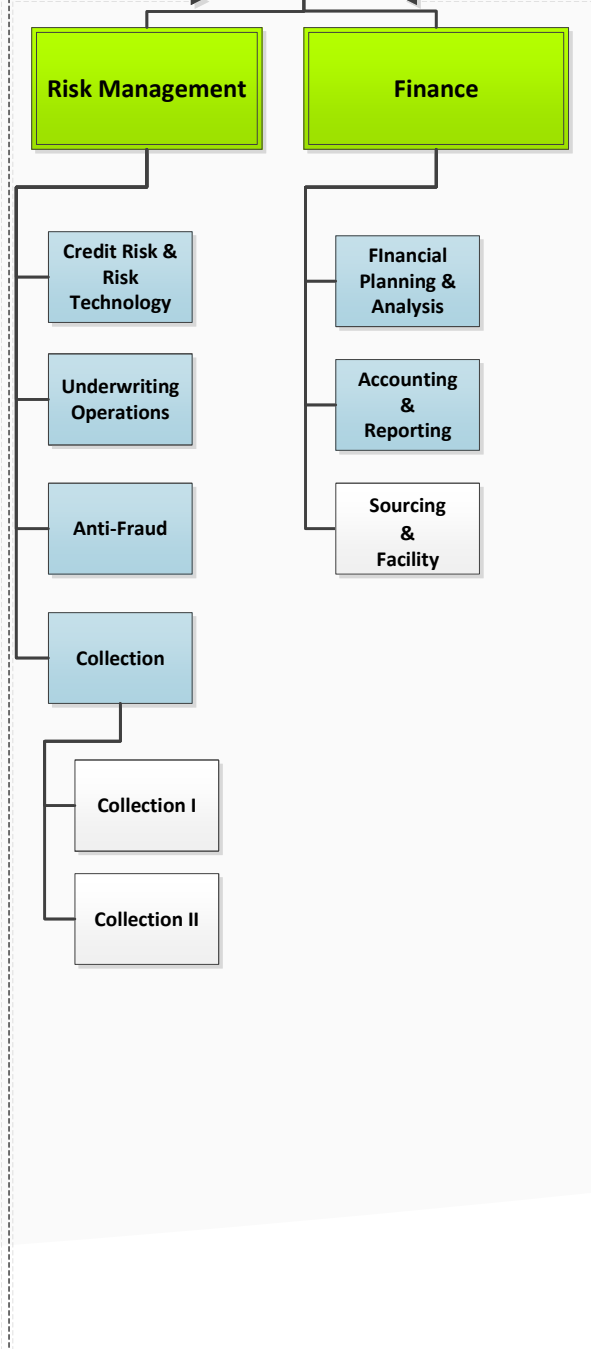 Risk Management
Finance
Credit Risk &
Risk
Technology
Underwriting
Operations
Anti-Fraud
Collection
Collection I
Collection II
FInancial
Planning &
Analysis
Accounting
&
Reporting
Sourcing
&
Facility